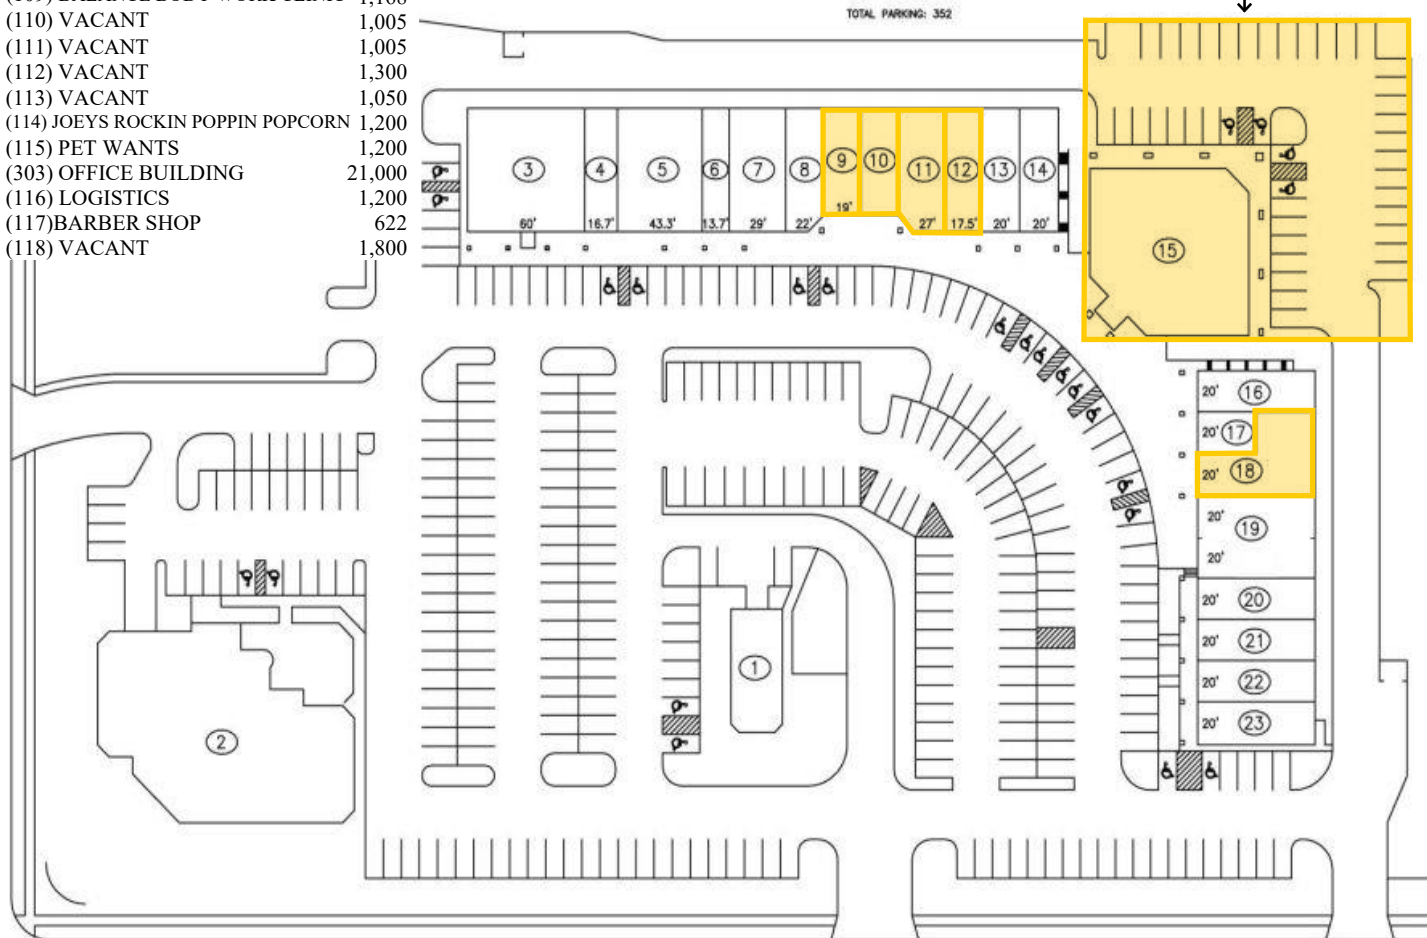 1,168
(110) VACANT 1,005
(111) VACANT 1,005
(112) VACANT 1,300
(113) VACANT 1,050
(114) JOEYS ROCKIN POPPIN POPCORN 1,200
(115) PET WANTS 1,200
(303) OFFICE BUILDING 21,000
(116) LOGISTICS 1,200
(117)BARBER SHOP 622
(118) VACANT 1,800
TOTAL PARKING: 352
3 4 5 6 7 8 9 10 11 12 13 14
60' 16.7' 43.3' 13.7' 29' 22' 19' 27' 17.5' 20' 20'
15
20' 16
20' 17
20' 18
20' 19
20'
20' 20
20' 21
20' 22
20' 23
1
2